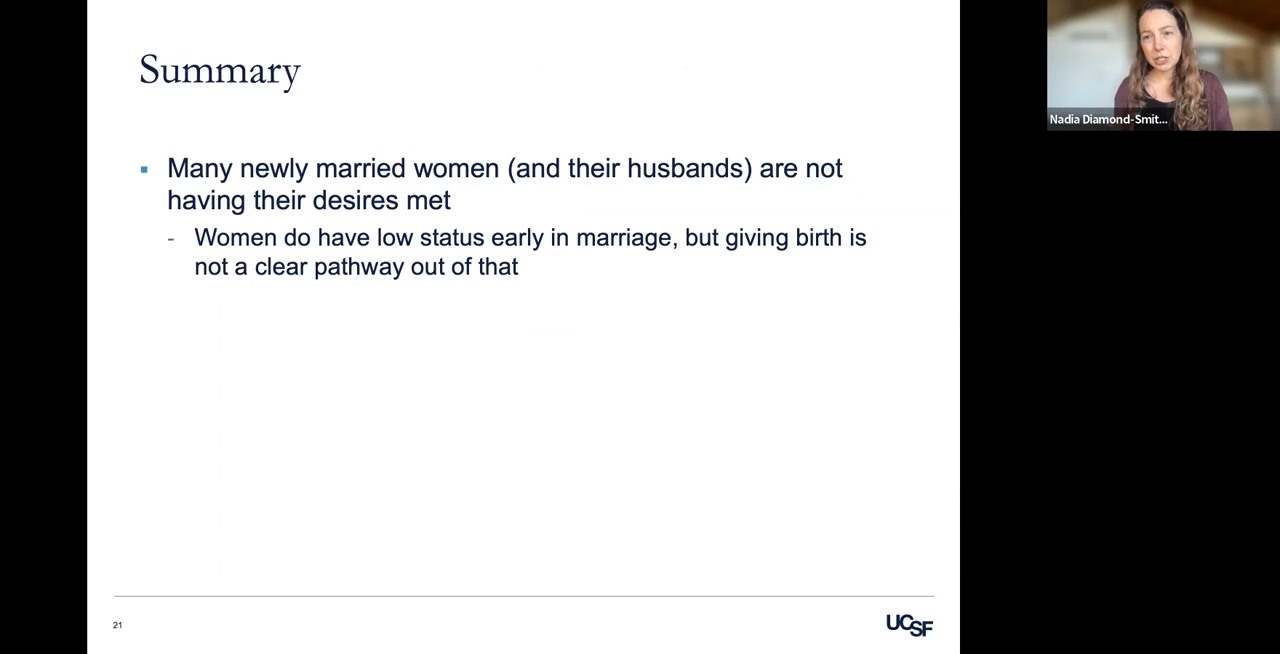 Summary
Nadia Diamond-Smit...
▪ Many newly married women (and their husbands) are not
having their desires met
- Women do have low status early in marriage, but giving birth is
not a clear pathway out of that
21
UCSF